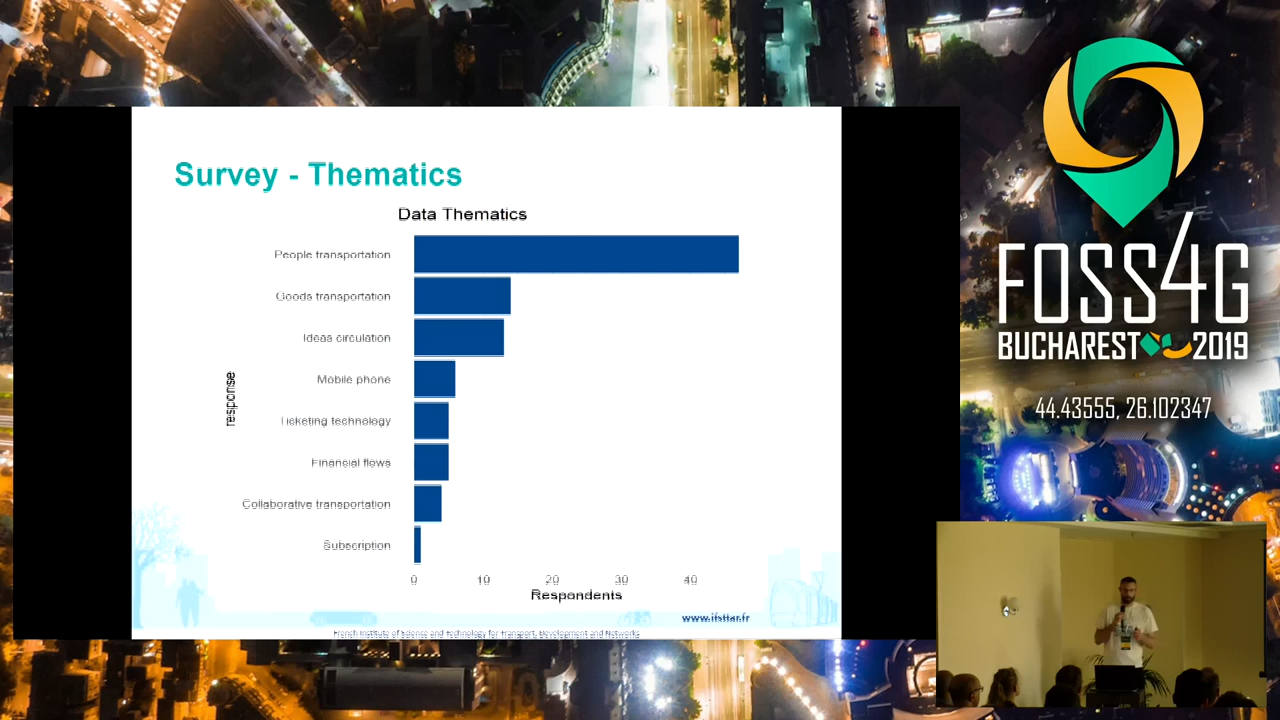 Survey - Thematics
Data Thematics
People transportation
Goods transportation
Ideas circulation
Mobile phone
Ticketing technology
Financial flows
Collaborative transportation
Subscription
response
0 10 20 30 40
Respondents
www.ifsttar.fr
French Institute of Science and Technology for Transport, Development and Networks
FOSS4G
BUCHAREST 2019
44.43555, 26.102347